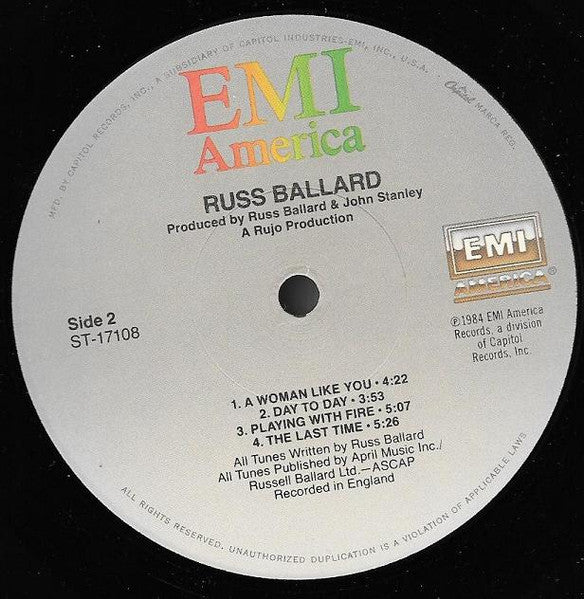 MFD. BY CAPITOL RECORDS, INC., A SUBSIDIARY OF CAPITOL INDUSTRIES-EMI, INC., U.S.A. • Capitol MARCA REG.
EMI
America
RUSS BALLARD
Produced by Russ Ballard & John Stanley
A Rujo Production
EMI
AMERICA®
Side 2
ST-17108
℗1984 EMI America
Records, a division
of Capitol
Records, Inc.
1. A WOMAN LIKE YOU • 4:22
2. DAY TO DAY • 3:53
3. PLAYING WITH FIRE • 5:07
4. THE LAST TIME • 5:26
All Tunes Written by Russ Ballard
All Tunes Published by April Music Inc./
Russell Ballard Ltd.—ASCAP
Recorded in England
ALL RIGHTS RESERVED. UNAUTHORIZED DUPLICATION IS A VIOLATION OF APPLICABLE LAWS